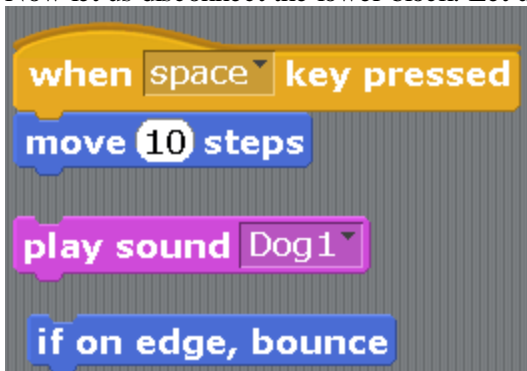 when space key pressed
move 10 steps
play sound Dog1
if on edge, bounce